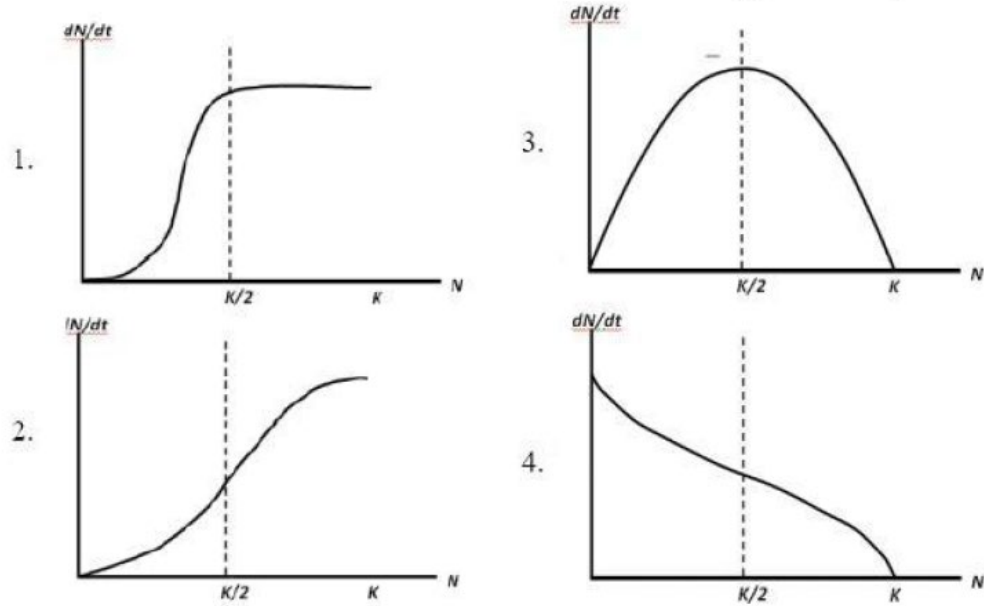 dN/dt
1.
K/2
K
N
lN/dt
2.
K/2
K
N
dN/dt
3.
K/2
K
N
dN/dt
4.
K/2
K
N